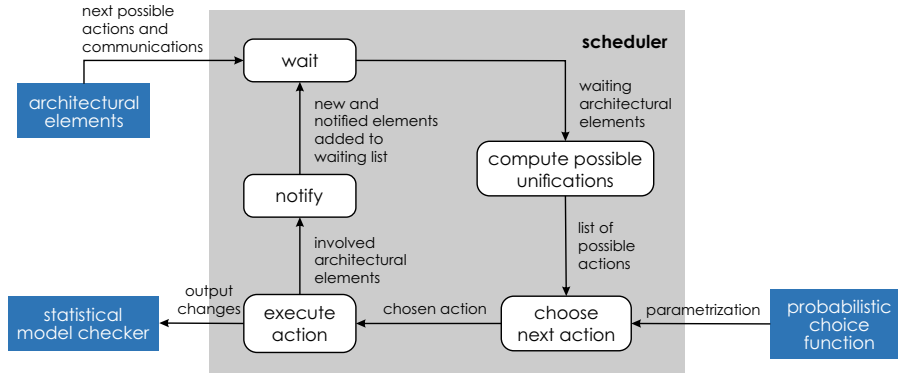 next possible
actions and
communications
scheduler
wait
architectural
elements
new and
notified elements
added to
waiting list
waiting
architectural
elements
compute possible
unifications
notify
involved
architectural
elements
list of
possible
actions
output
changes
statistical
model checker
execute
action
chosen action
choose
next action
parametrization
probabilistic
choice
function